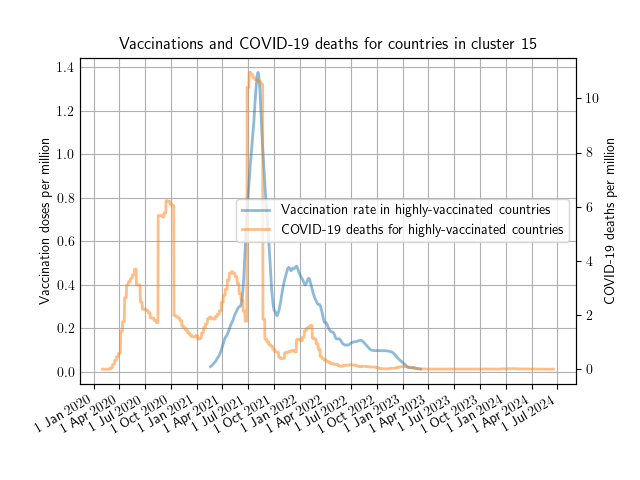 Vaccinations and COVID-19 deaths for countries in cluster 15
Vaccination doses per million
1.4
1.2
1.0
0.8
0.6
0.4
0.2
0.0
Vaccination rate in highly-vaccinated countries
COVID-19 deaths for highly-vaccinated countries
10
8
6
4
2
0
COVID-19 deaths per million
1 Jan 2020
1 Apr 2020
1 Jul 2020
1 Oct 2020
1 Jan 2021
1 Apr 2021
1 Jul 2021
1 Oct 2021
1 Jan 2022
1 Apr 2022
1 Jul 2022
1 Oct 2022
1 Jan 2023
1 Apr 2023
1 Jul 2023
1 Oct 2023
1 Jan 2024
1 Apr 2024
1 Jul 2024